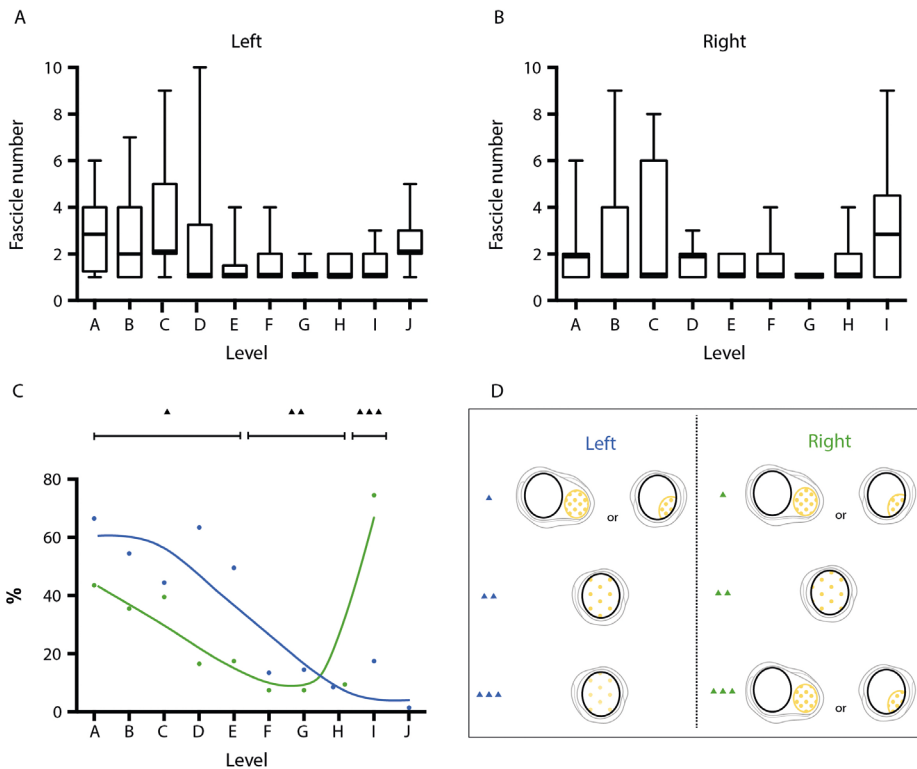 A
Left
Fascicle number
10
8
6
4
2
0
A B C D E F G H I J
Level
B
Right
Fascicle number
10
8
6
4
2
0
A B C D E F G H I
Level
C
▲ ▲▲ ▲▲▲
%
80
60
40
20
0
A B C D E F G H I J
Level
D
Left Right
▲ or ▲ or
▲▲ ▲▲
▲▲▲ ▲▲▲ or